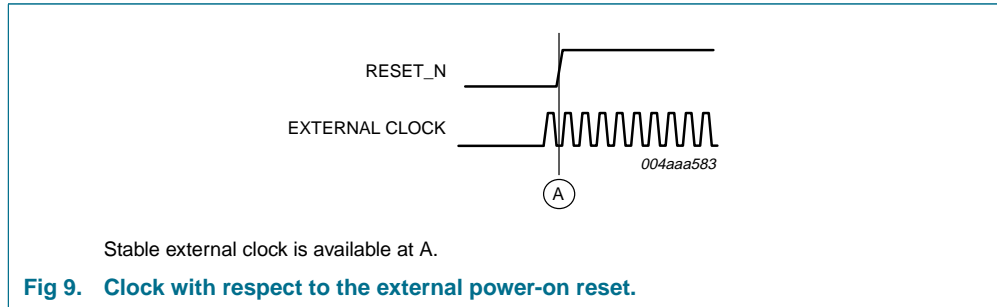 RESET_N
EXTERNAL CLOCK
004aaa583
A
Stable external clock is available at A.
Fig 9. Clock with respect to the external power-on reset.